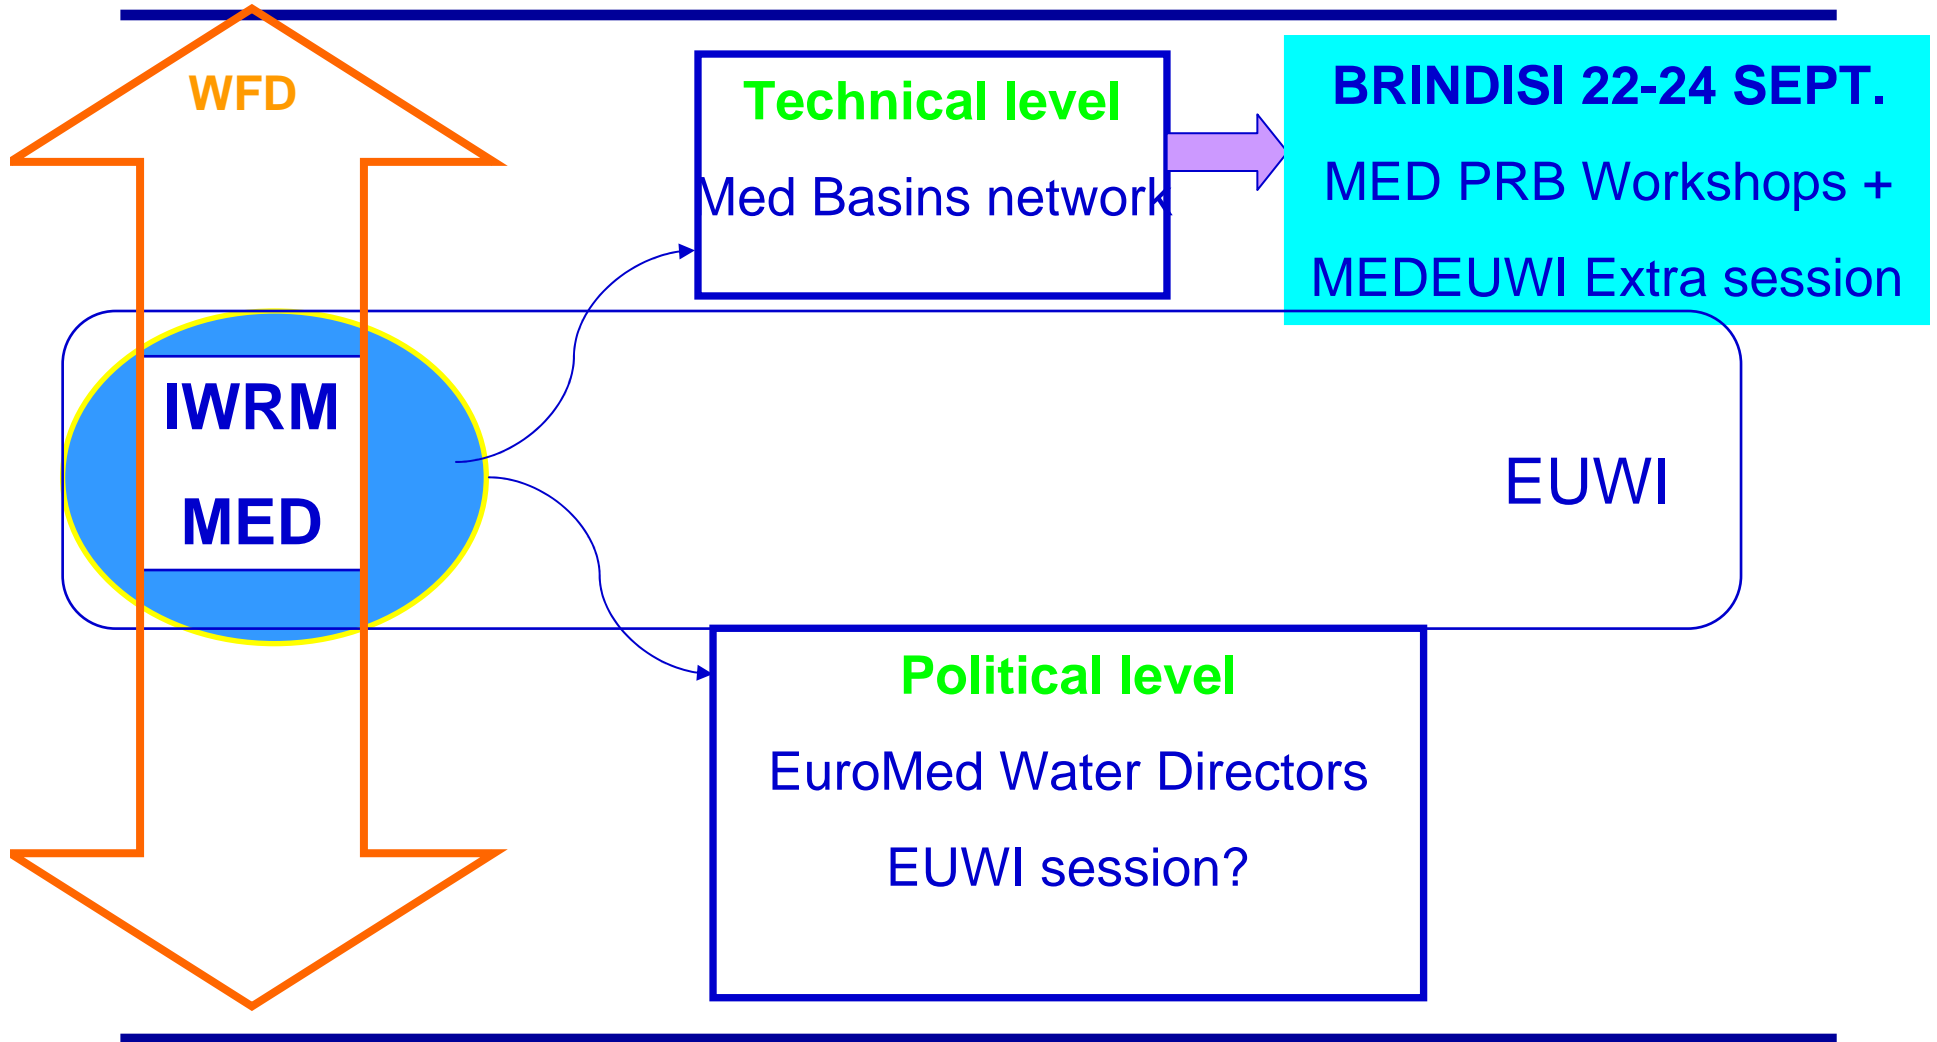 WFD
Technical level
Med Basins network
BRINDISI 22-24 SEPT.
MED PRB Workshops +
MEDEUWI Extra session
IWRM
MED
EUWI
Political level
EuroMed Water Directors
EUWI session?